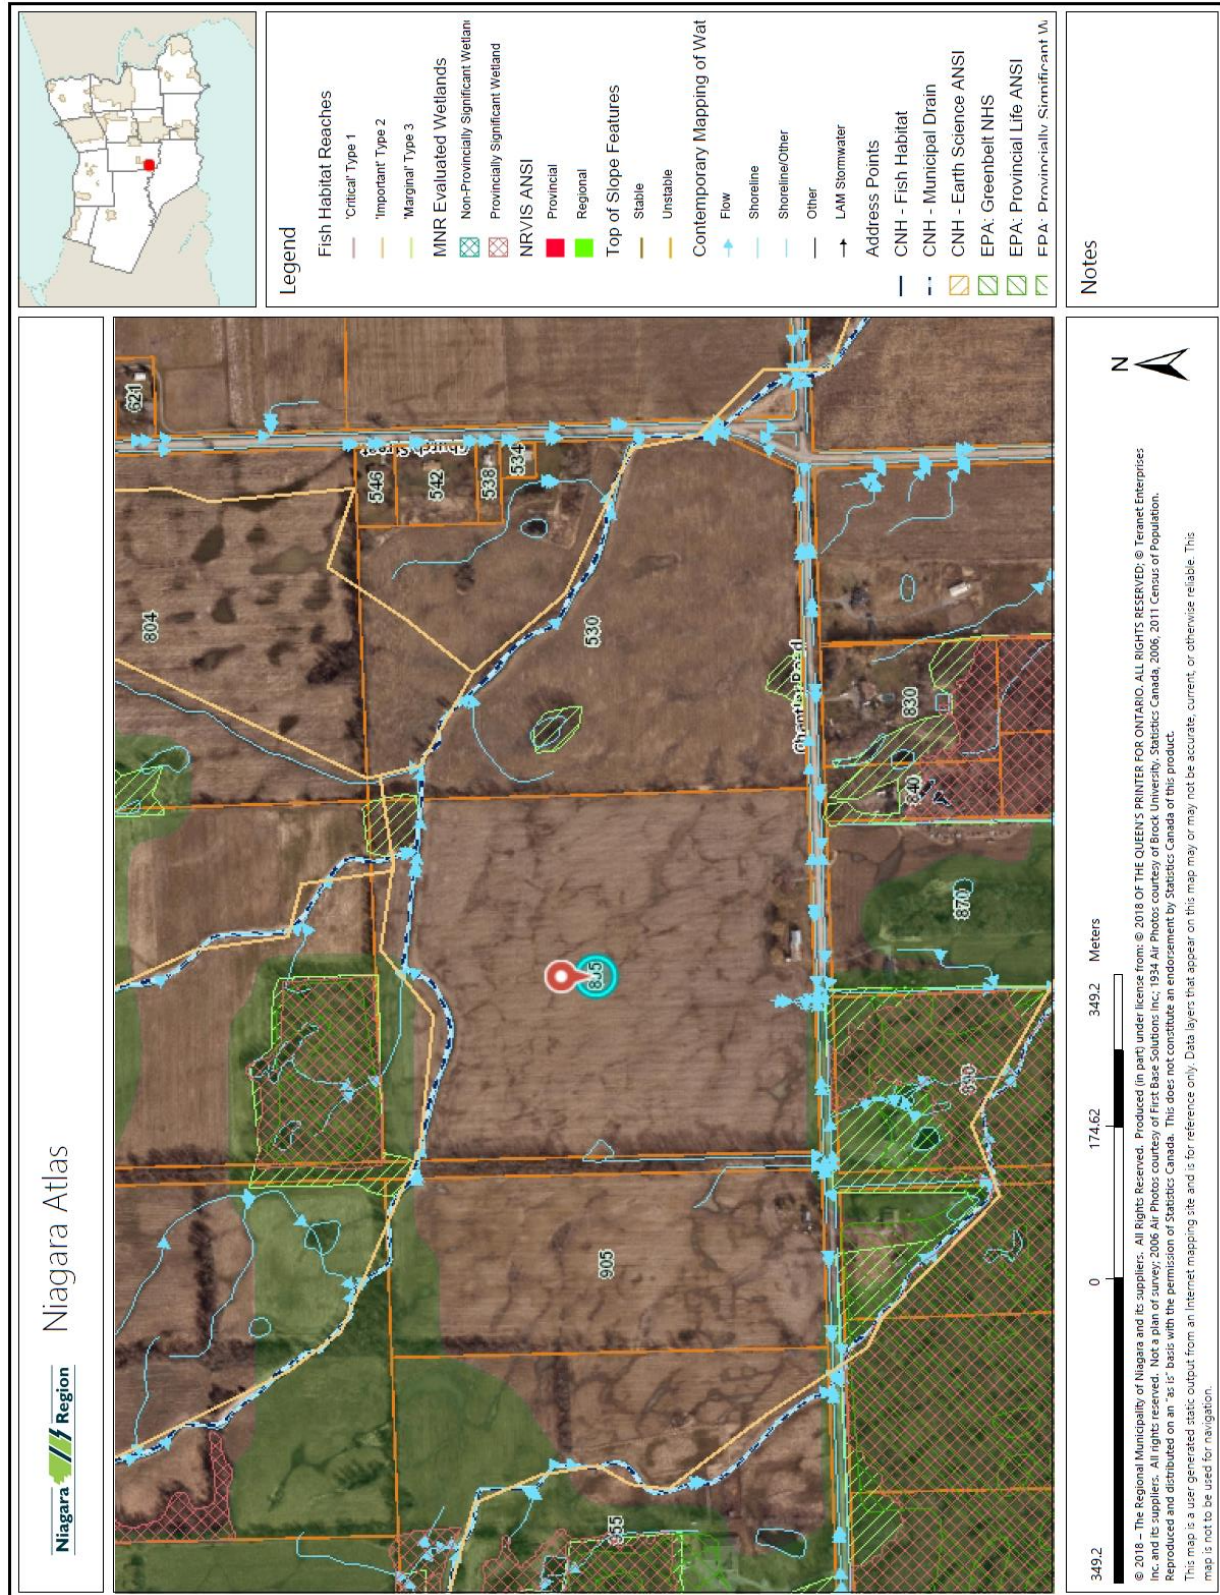 Niagara Region
Niagara Atlas
621
804
546
542
538
534
530
835
905
955
830
840
870
890
Legend
Fish Habitat Reaches
'Critical' Type 1
'Important' Type 2
'Marginal' Type 3
MNR Evaluated Wetlands
Non-Provincially Significant Wetlan
Provincially Significant Wetland
NRVIS ANSI
Provincial
Regional
Top of Slope Features
Stable
Unstable
Contemporary Mapping of Wat
Flow
Shoreline
Shoreline/Other
Other
LAM Stormwater
Address Points
CNH - Fish Habitat
CNH - Municipal Drain
CNH - Earth Science ANSI
EPA: Greenbelt NHS
EPA: Provincial Life ANSI
EPA: Provincially Significant W
Notes
349.2 0 174.62 349.2 Meters
N
© 2018 – The Regional Municipality of Niagara and its suppliers. All Rights Reserved. Produced (in part) under license from: © 2018 OF THE QUEEN'S PRINTER FOR ONTARIO. ALL RIGHTS RESERVED; © Teranet Enterprises
Inc. and its suppliers. All rights reserved. Not a plan of survey; 2006 Air Photos courtesy of First Base Solutions Inc.; 1934 Air Photos courtesy of Brock University. Statistics Canada, 2006, 2011 Census of Population.
Reproduced and distributed on an "as is" basis with the permission of Statistics Canada. This does not constitute an endorsement by Statistics Canada of this product.
This map is a user generated static output from an Internet mapping site and is for reference only. Data layers that appear on this map may or may not be accurate, current, or otherwise reliable. This
map is not to be used for navigation.